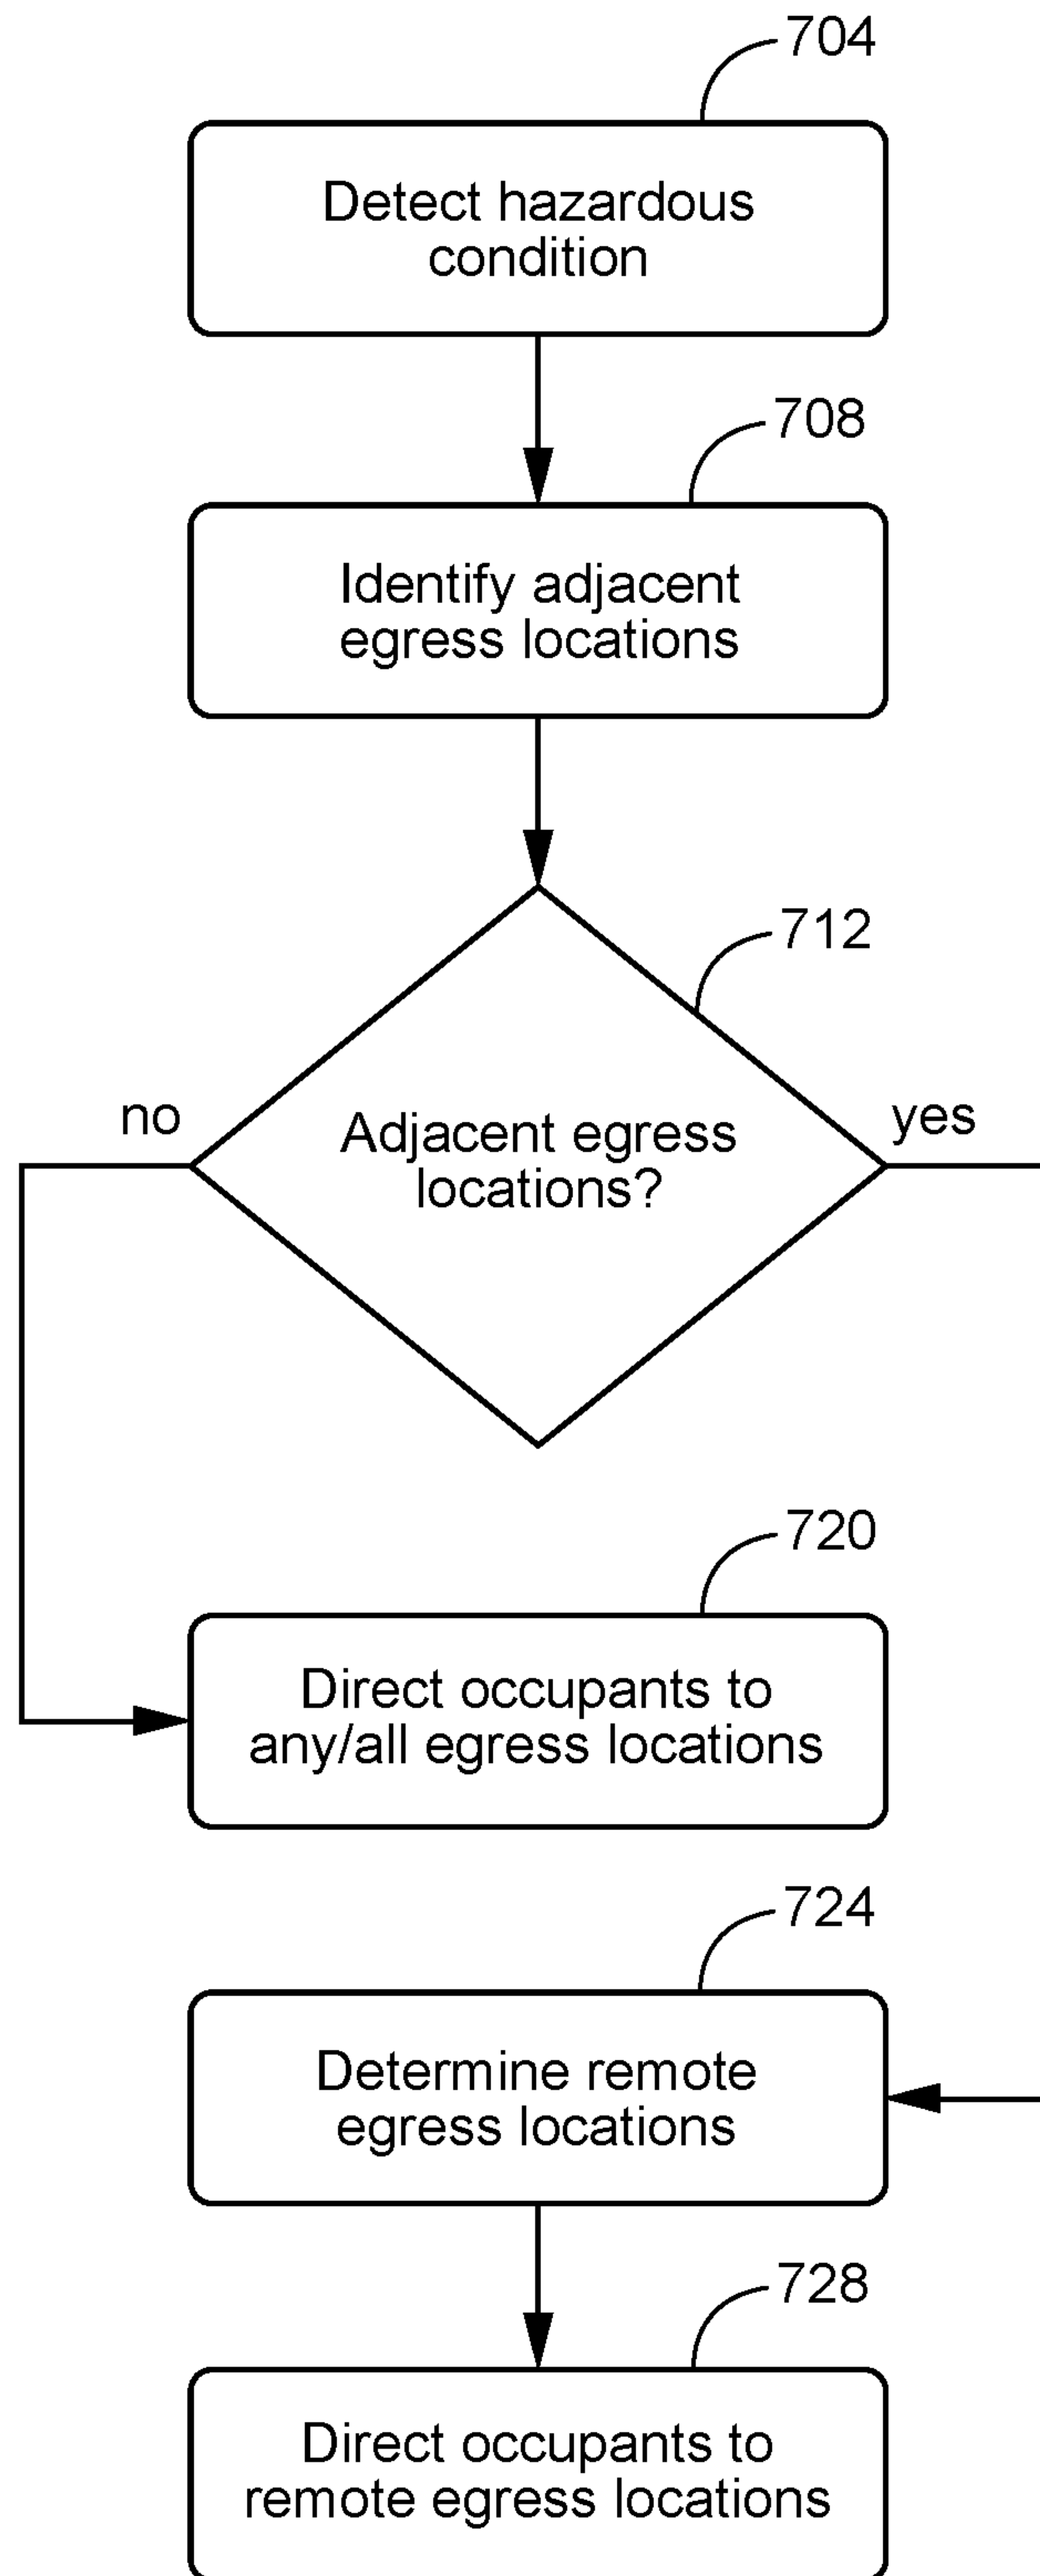 704
Detect hazardous
condition
708
Identify adjacent
egress locations
712
no
yes
Adjacent egress
locations?
720
Direct occupants to
any/all egress locations
724
Determine remote
egress locations
728
Direct occupants to
remote egress locations